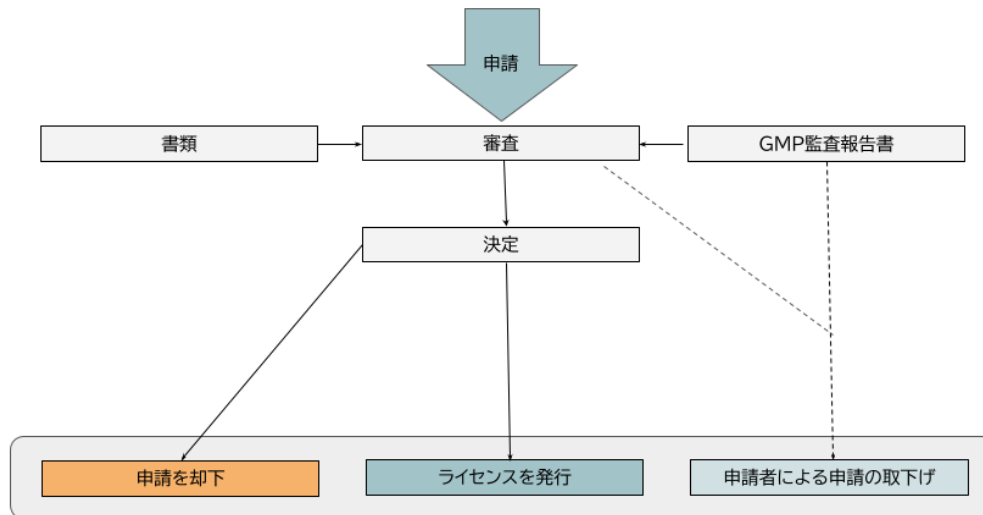 申請
書類
審査
GMP監査報告書
決定
申請を却下
ライセンスを発行
申請者による申請の取下げ